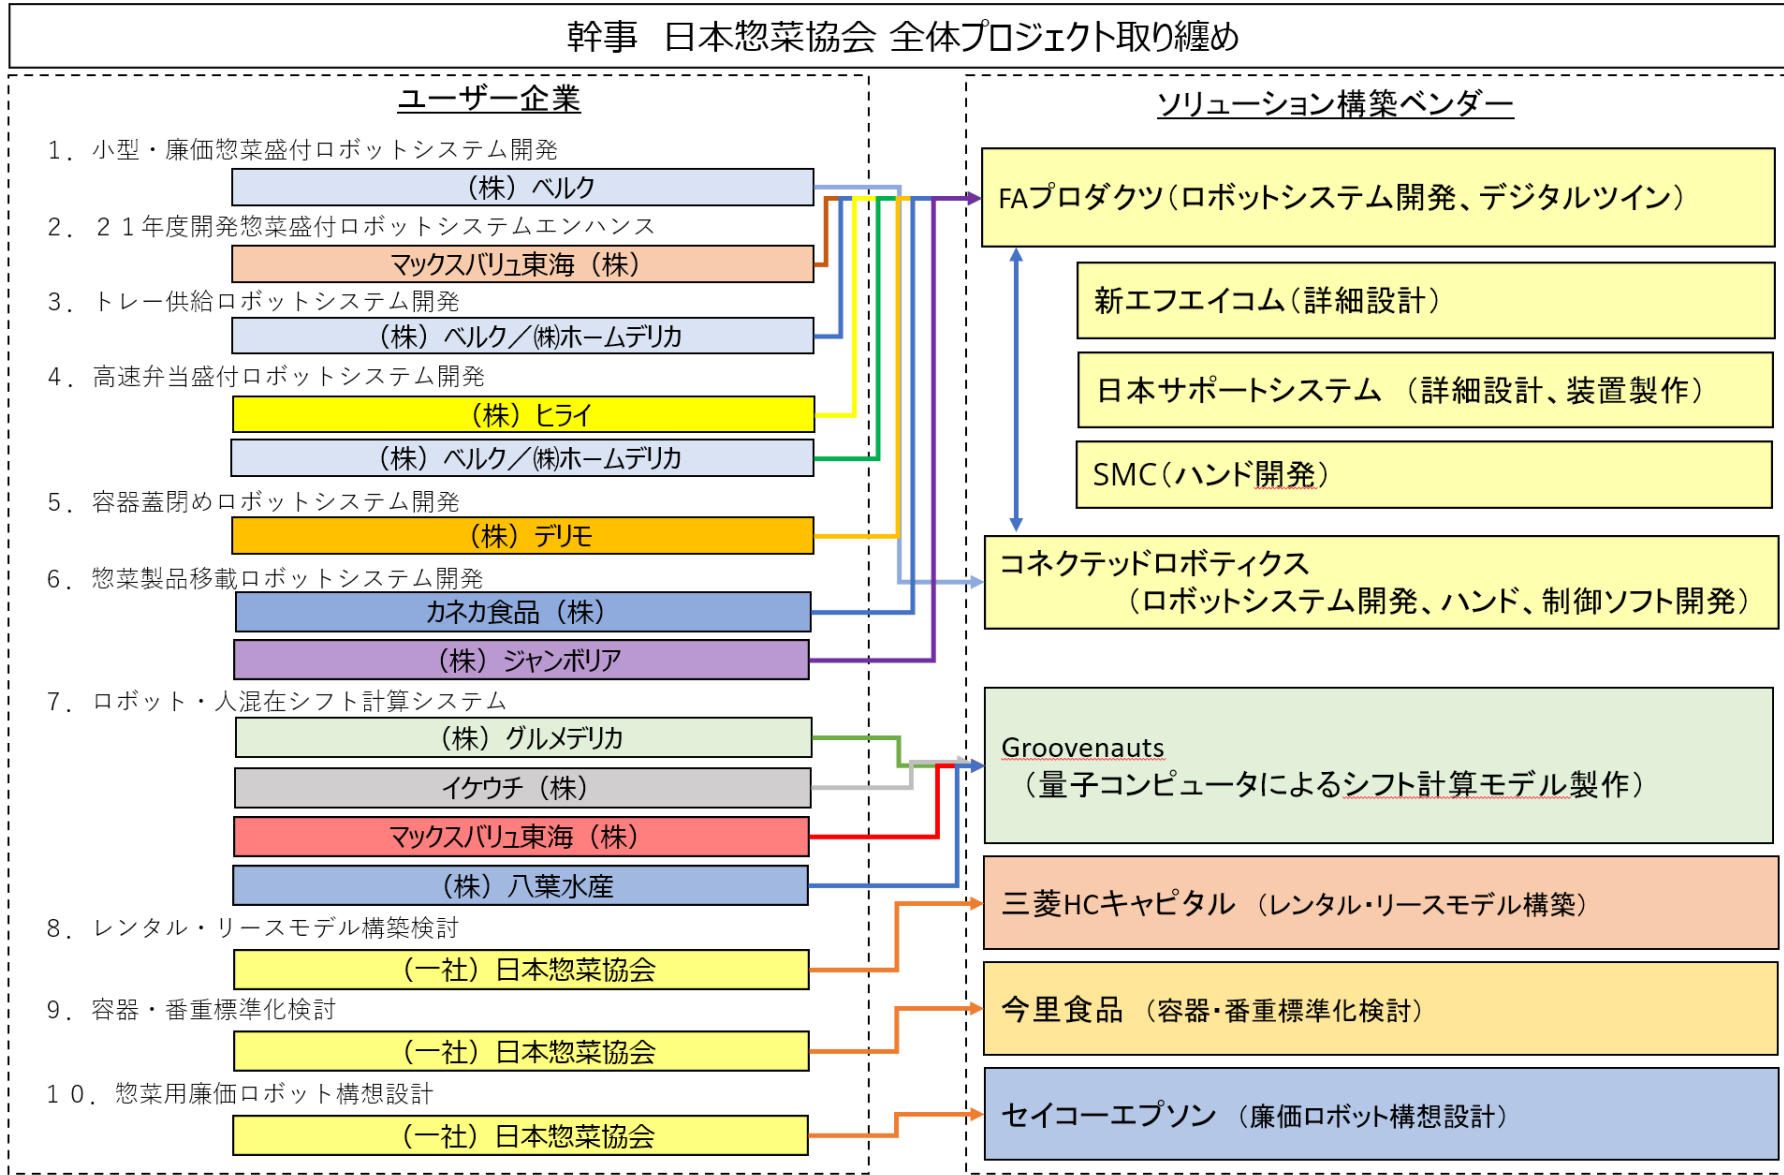 幹事　日本惣菜協会 全体プロジェクト取り纏め
ユーザー企業
1．小型・廉価惣菜盛付ロボットシステム開発
（株）ベルク
2．２１年度開発惣菜盛付ロボットシステムエンハンス
マックスバリュ東海（株）
3．トレー供給ロボットシステム開発
（株）ベルク／㈱ホームデリカ
4．高速弁当盛付ロボットシステム開発
（株）ヒライ
（株）ベルク／㈱ホームデリカ
5．容器蓋閉めロボットシステム開発
（株）デリモ
6．惣菜製品移載ロボットシステム開発
カネカ食品（株）
（株）ジャンボリア
7．ロボット・人混在シフト計算システム
（株）グルメデリカ
イケウチ（株）
マックスバリュ東海（株）
（株）八葉水産
8．レンタル・リースモデル構築検討
（一社）日本惣菜協会
9．容器・番重標準化検討
（一社）日本惣菜協会
１０．惣菜用廉価ロボット構想設計
（一社）日本惣菜協会
ソリューション構築ベンダー
FAプロダクツ（ロボットシステム開発、デジタルツイン）
新エフエイコム（詳細設計）
日本サポートシステム（詳細設計、装置製作）
SMC（ハンド開発）
コネクテッドロボティクス
（ロボットシステム開発、ハンド、制御ソフト開発）
Groovenauts
（量子コンピュータによるシフト計算モデル製作）
三菱HCキャピタル（レンタル・リースモデル構築）
今里食品（容器・番重標準化検討）
セイコーエプソン（廉価ロボット構想設計）